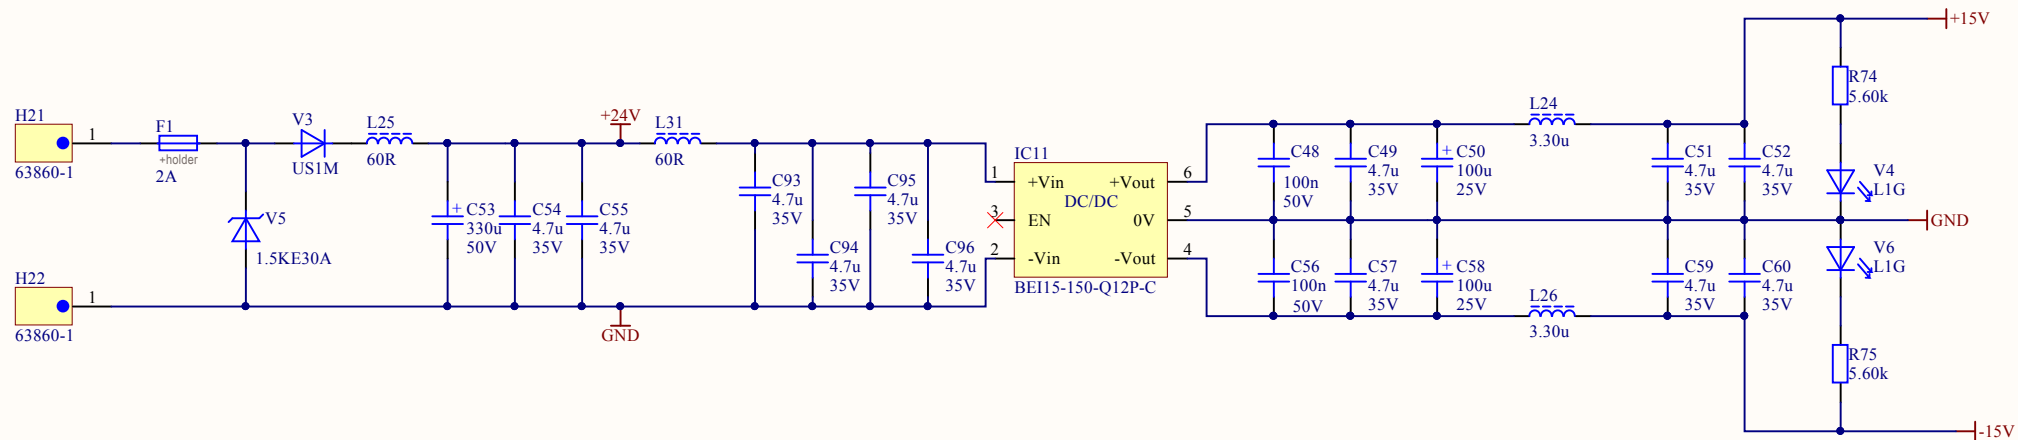 H21
1
63860-1
F1
+holder
2A
V3
US1M
L25
60R
V5
1.5KE30A
H22
1
63860-1
+ C53
330u
50V
C54
4.7u
35V
C55
4.7u
35V
+24V
GND
L31
60R
C93
4.7u
35V
C94
4.7u
35V
C95
4.7u
35V
C96
4.7u
35V
IC11
1
+Vin
3
EN
2
-Vin
DC/DC
+Vout
6
0V
5
-Vout
4
BEI15-150-Q12P-C
C48
100n
50V
C49
4.7u
35V
+ C50
100u
25V
L24
3.30u
C51
4.7u
35V
C52
4.7u
35V
C56
100n
50V
C57
4.7u
35V
+ C58
100u
25V
L26
3.30u
C59
4.7u
35V
C60
4.7u
35V
+15V
R74
5.60k
V4
L1G
GND
V6
L1G
R75
5.60k
-15V